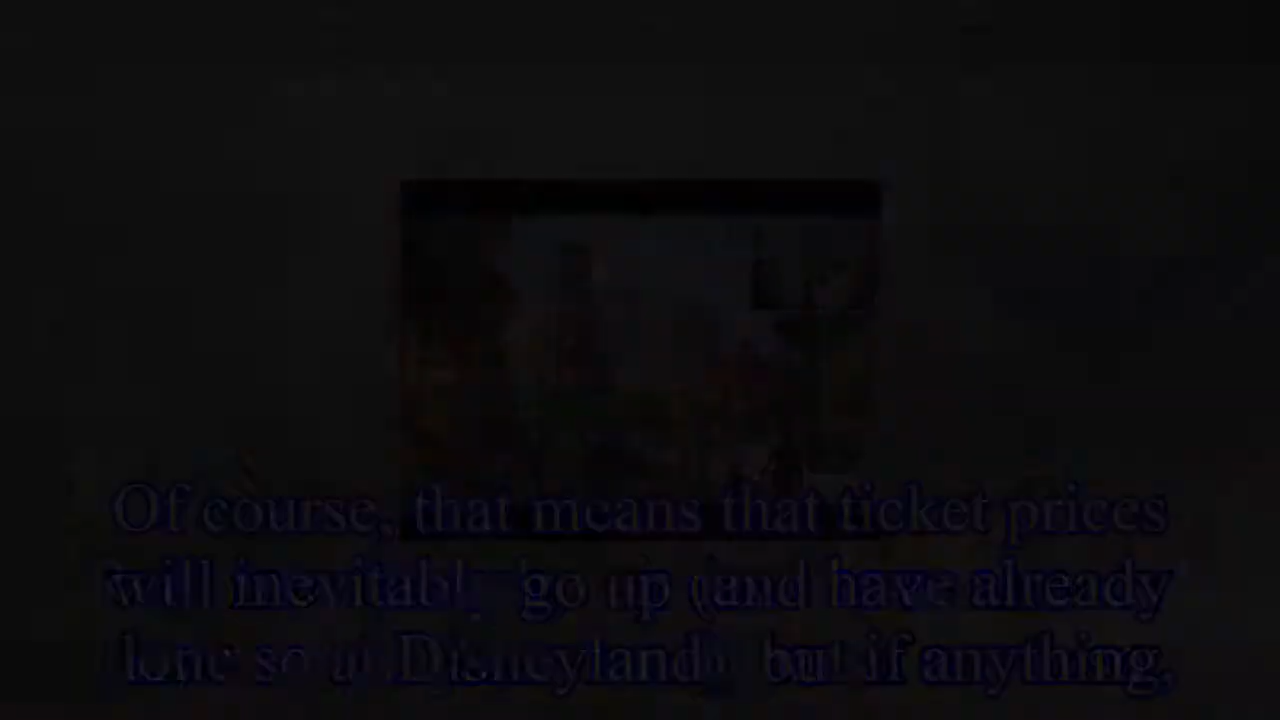 Of course, that means that ticket prices
will inevitably go up (and have already
done so at Disneyland), but if anything,